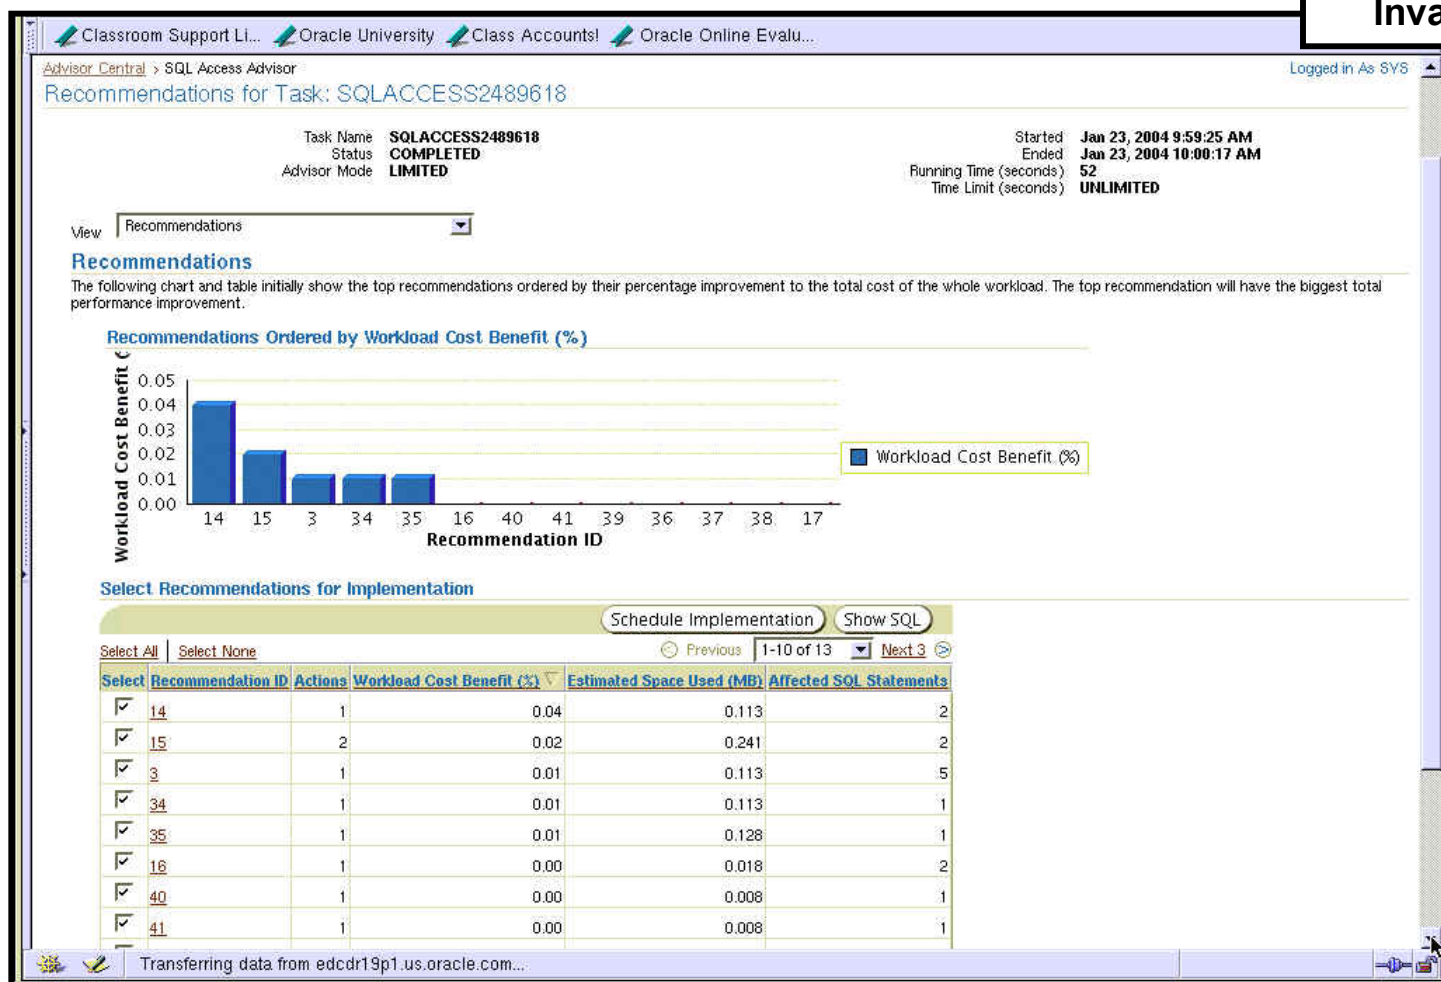 Inva
Classroom Support Li... Oracle University Class Accounts! Oracle Online Evalu...
Advisor Central > SQL Access Advisor Logged in As SYS
Recommendations for Task: SQLACCESS2489618
Task Name SQLACCESS2489618 Started Jan 23, 2004 9:59:25 AM
Status COMPLETED Ended Jan 23, 2004 10:00:17 AM
Advisor Mode LIMITED Running Time (seconds) 52
Time Limit (seconds) UNLIMITED
View Recommendations
Recommendations
The following chart and table initially show the top recommendations ordered by their percentage improvement to the total cost of the whole workload. The top recommendation will have the biggest total
performance improvement.
Recommendations Ordered by Workload Cost Benefit (%)
Workload Cost Benefit (
0.05
0.04
0.03
0.02
0.01
0.00
14 15 3 34 35 16 40 41 39 36 37 38 17
Recommendation ID
Workload Cost Benefit (%)
Select Recommendations for Implementation
Schedule Implementation Show SQL
Select All | Select None Previous 1-10 of 13 Next 3
Select Recommendation ID Actions Workload Cost Benefit (%) Estimated Space Used (MB) Affected SQL Statements
14 1 0.04 0.113 2
15 2 0.02 0.241 2
3 1 0.01 0.113 5
34 1 0.01 0.113 1
35 1 0.01 0.128 1
16 1 0.00 0.018 2
40 1 0.00 0.008 1
41 1 0.00 0.008 1
Transferring data from edcdr19p1.us.oracle.com...